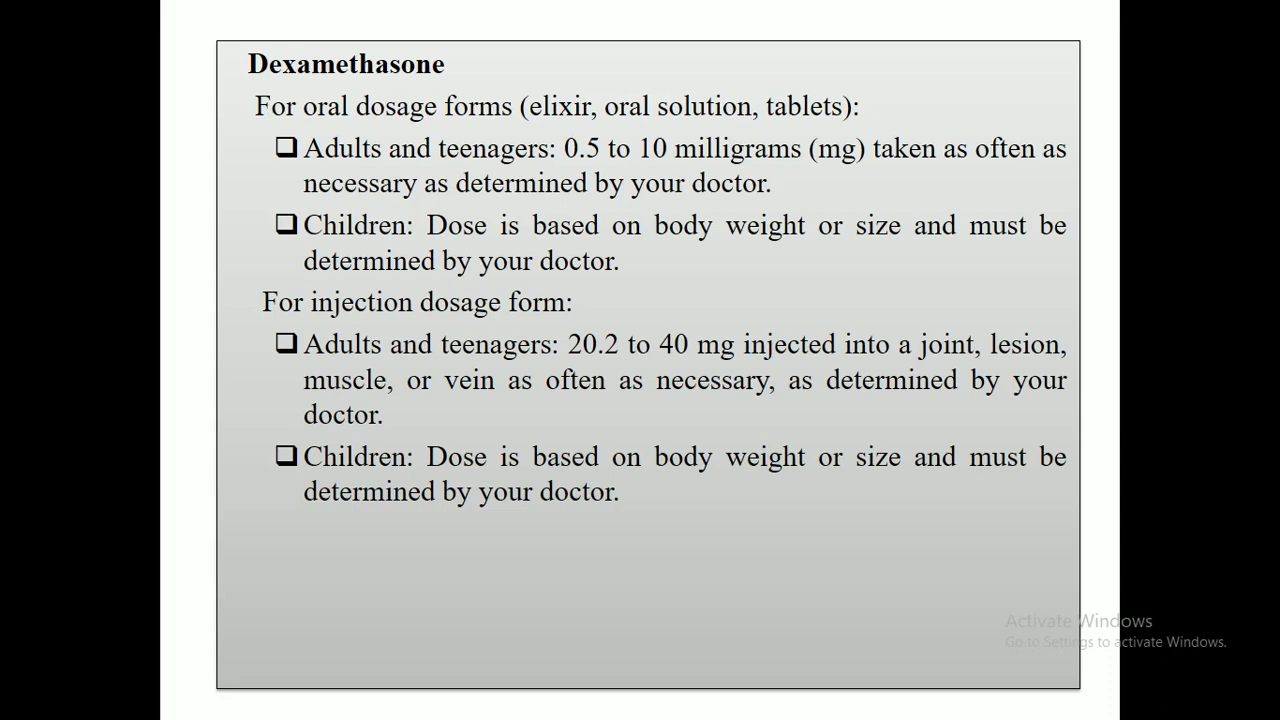 Dexamethasone
For oral dosage forms (elixir, oral solution, tablets):
❑Adults and teenagers: 0.5 to 10 milligrams (mg) taken as often as
necessary as determined by your doctor.
❑Children: Dose is based on body weight or size and must be
determined by your doctor.
For injection dosage form:
❑Adults and teenagers: 20.2 to 40 mg injected into a joint, lesion,
muscle, or vein as often as necessary, as determined by your
doctor.
❑Children: Dose is based on body weight or size and must be
determined by your doctor.
Activate Windows
Go to Settings to activate Windows.